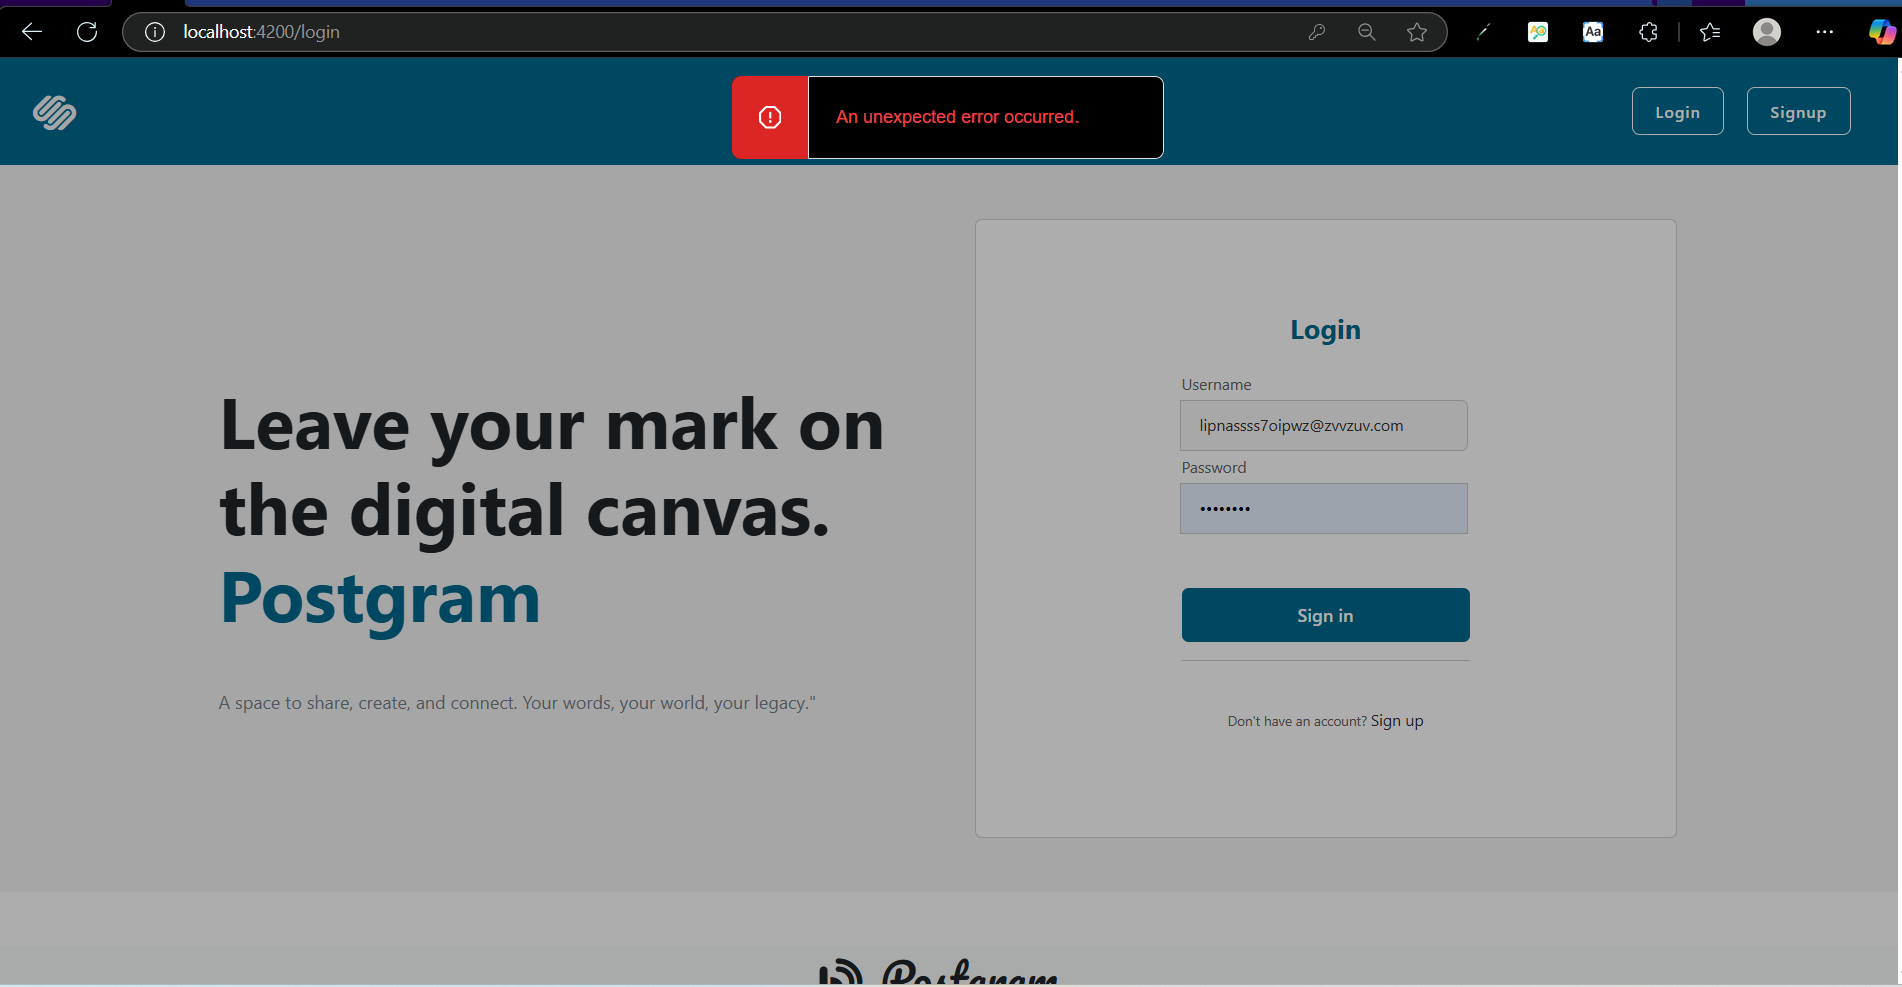 localhost:4200/login
Aa
An unexpected error occurred.
Login
Signup
Login
Username
lipnassss7oipwz@zvvzuv.com
Password
••••••••
Sign in
Don't have an account? Sign up
Leave your mark on
the digital canvas.
Postgram
A space to share, create, and connect. Your words, your world, your legacy."
Postgram